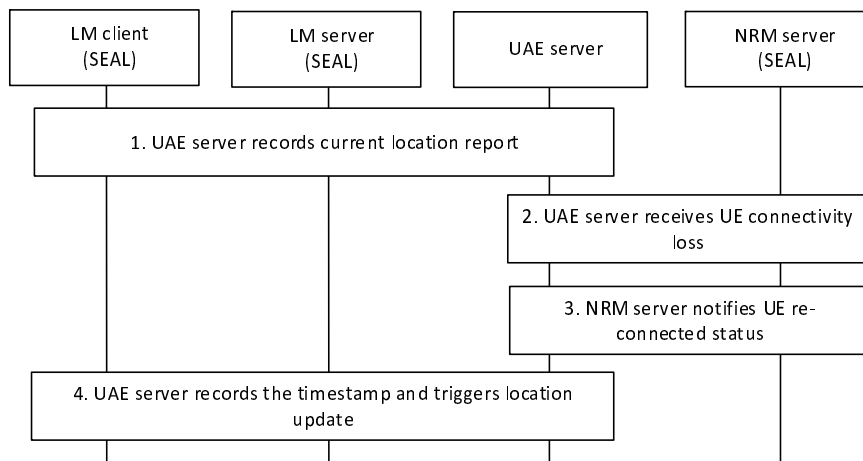 LM client
(SEAL)
LM server
(SEAL)
UAE server
NRM server
(SEAL)
1. UAE server records current location report
2. UAE server receives UE connectivity
loss
3. NRM server notifies UE re-
connected status
4. UAE server records the timestamp and triggers location
update